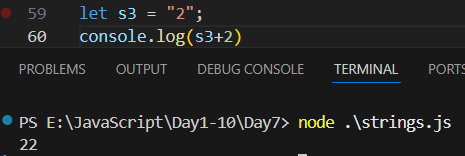 59 let s3 = "2";
60 console.log(s3+2)
PROBLEMS OUTPUT DEBUG CONSOLE TERMINAL PORTS
PS E:\JavaScript\Day1-10\Day7> node .\strings.js
22